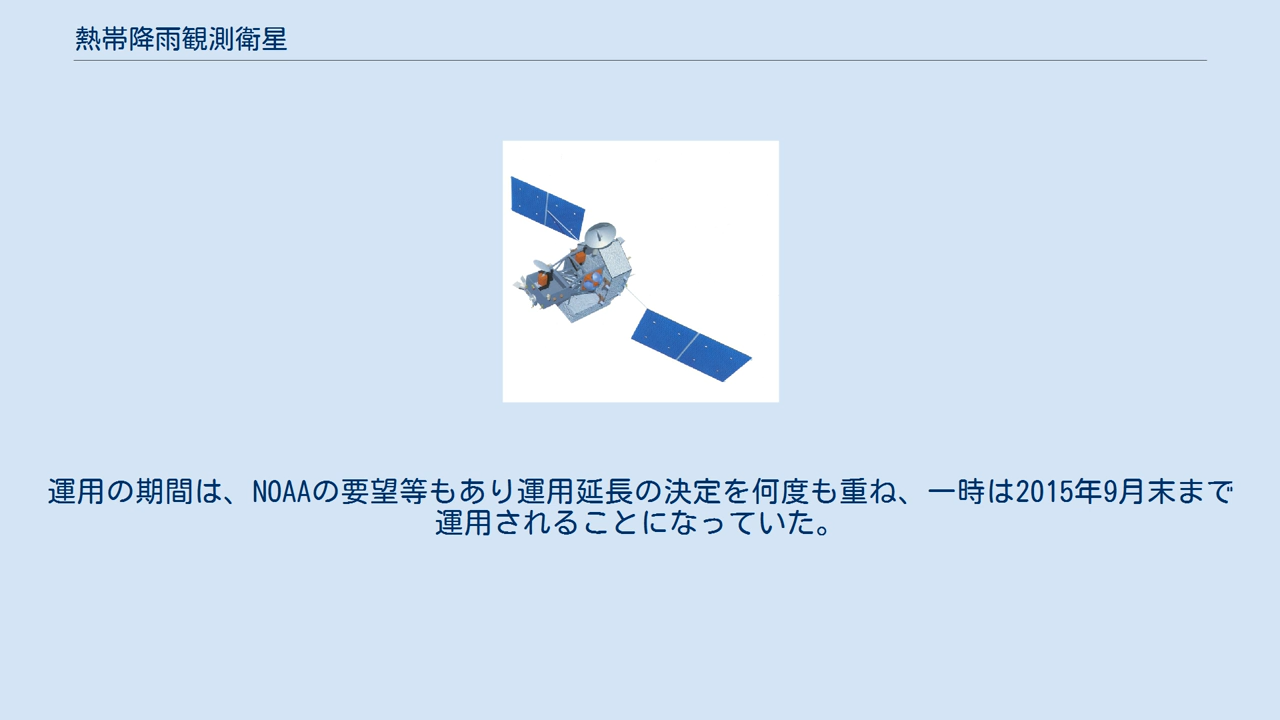 熱帯降雨観測衛星
運用の期間は、NOAAの要望等もあり運用延長の決定を何度も重ね、一時は2015年9月末まで
運用されることになっていた。